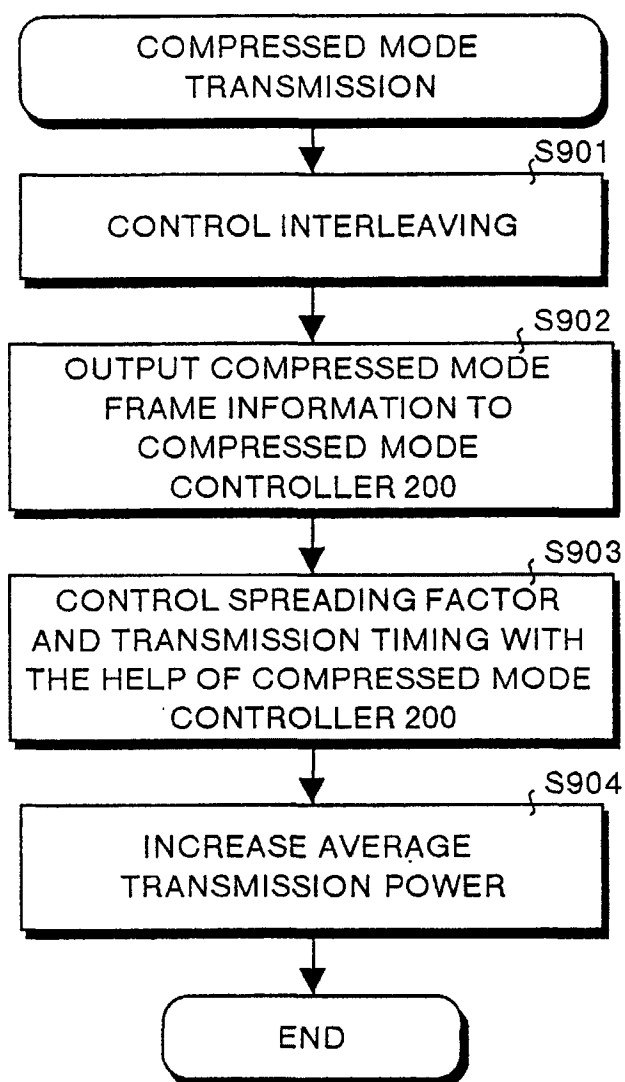 COMPRESSED MODE
TRANSMISSION
S901
CONTROL INTERLEAVING
S902
OUTPUT COMPRESSED MODE
FRAME INFORMATION TO
COMPRESSED MODE
CONTROLLER 200
S903
CONTROL SPREADING FACTOR
AND TRANSMISSION TIMING WITH
THE HELP OF COMPRESSED MODE
CONTROLLER 200
S904
INCREASE AVERAGE
TRANSMISSION POWER
END